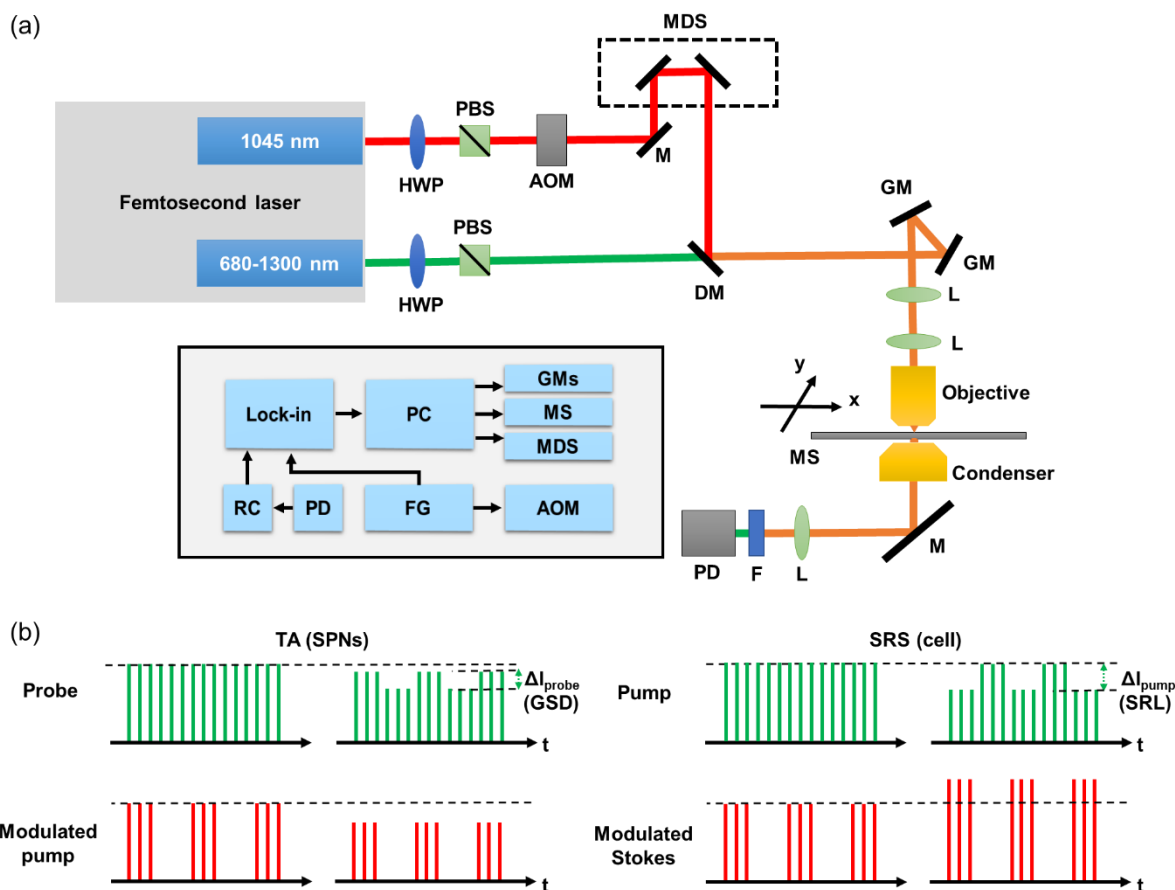 (a)
MDS
1045 nm
HWP
PBS
AOM
M
Femtosecond laser
680-1300 nm
HWP
PBS
DM
GM
GM
L
L
Objective
y
x
MS
Condenser
M
L
F
PD
Lock-in
PC
GMs
MS
MDS
RC
PD
FG
AOM
(b)
TA (SPNs)
Probe
ΔIprobe
(GSD)
t
Modulated
pump
t
SRS (cell)
Pump
ΔIpump
(SRL)
t
Modulated
Stokes
t